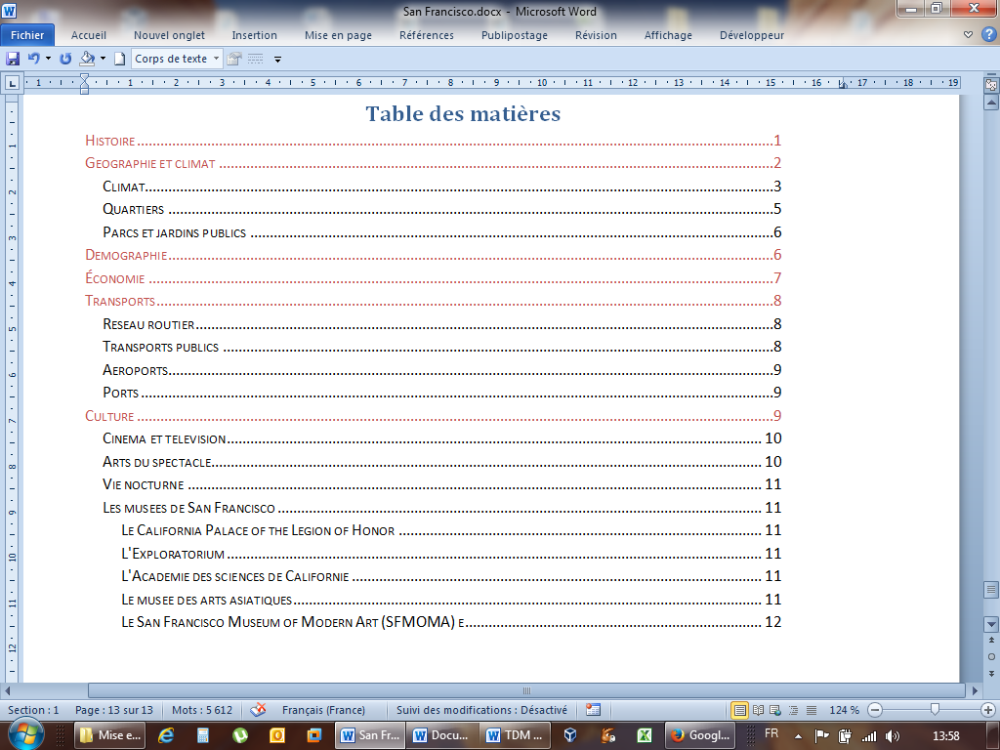 San Francisco.docx - Microsoft Word
Fichier Accueil Nouvel onglet Insertion Mise en page Références Publipostage Révision Affichage Développeur
Corps de texte
1 1 2 3 4 5 6 7 8 9 10 11 12 13 14 15 16 17 18 19
Table des matières
Histoire 1
Geographie et climat 2
Climat 3
Quartiers 5
Parcs et jardins publics 6
Demographie 6
Économie 7
Transports 8
Reseau routier 8
Transports publics 8
Aeroports 9
Ports 9
Culture 9
Cinema et television 10
Arts du spectacle 10
Vie nocturne 11
Les musees de San Francisco 11
Le California Palace of the Legion of Honor 11
L'Exploratorium 11
L'Academie des sciences de Californie 11
Le musee des arts asiatiques 11
Le San Francisco Museum of Modern Art (SFMOMA) e 12
1
2
3
4
5
6
7
8
9
10
11
12
Section : 1 Page : 13 sur 13 Mots : 5 612 Français (France) Suivi des modifications : Désactivé 124 %
Mise e... San Fr... Docu... TDM ... Googl... FR 13:58